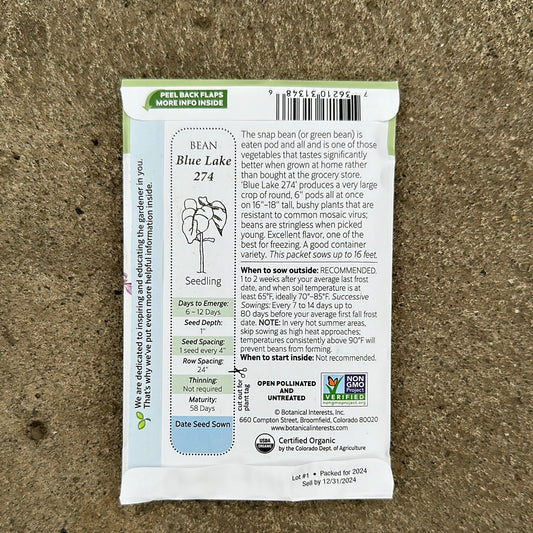 PEEL BACK FLAPS
MORE INFO INSIDE
7 36210 31348 6
BEAN
Blue Lake
274
Seedling
Days to Emerge:
6 – 12 Days
Seed Depth:
1"
Seed Spacing:
1 seed every 4"
Row Spacing:
24"
Thinning:
Not required
Maturity:
58 Days
Date Seed Sown
cut out for
plant tag
We are dedicated to inspiring and educating the gardener in you.
That's why we've put even more helpful information inside.
The snap bean (or green bean) is
eaten pod and all and is one of those
vegetables that tastes significantly
better when grown at home rather
than bought at the grocery store.
'Blue Lake 274' produces a very large
crop of round, 6" pods all at once
on 16"–18" tall, bushy plants that are
resistant to common mosaic virus;
beans are stringless when picked
young. Excellent flavor, one of the
best for freezing. A good container
variety. This packet sows up to 16 feet.
When to sow outside: RECOMMENDED.
1 to 2 weeks after your average last frost
date, and when soil temperature is at
least 65°F, ideally 70°–85°F. Successive
Sowings: Every 7 to 14 days up to
80 days before your average first fall frost
date. NOTE: In very hot summer areas,
skip sowing as high heat approaches;
temperatures consistently above 90°F will
prevent beans from forming.
When to start inside: Not recommended.
OPEN POLLINATED
AND
UNTREATED
NON
GMO
Project
VERIFIED
nongmoproject.org
© Botanical Interests, Inc.
660 Compton Street, Broomfield, Colorado 80020
www.botanicalinterests.com
USDA
ORGANIC
Certified Organic
by the Colorado Dept. of Agriculture
Lot #1 • Packed for 2024
Sell by 12/31/2024